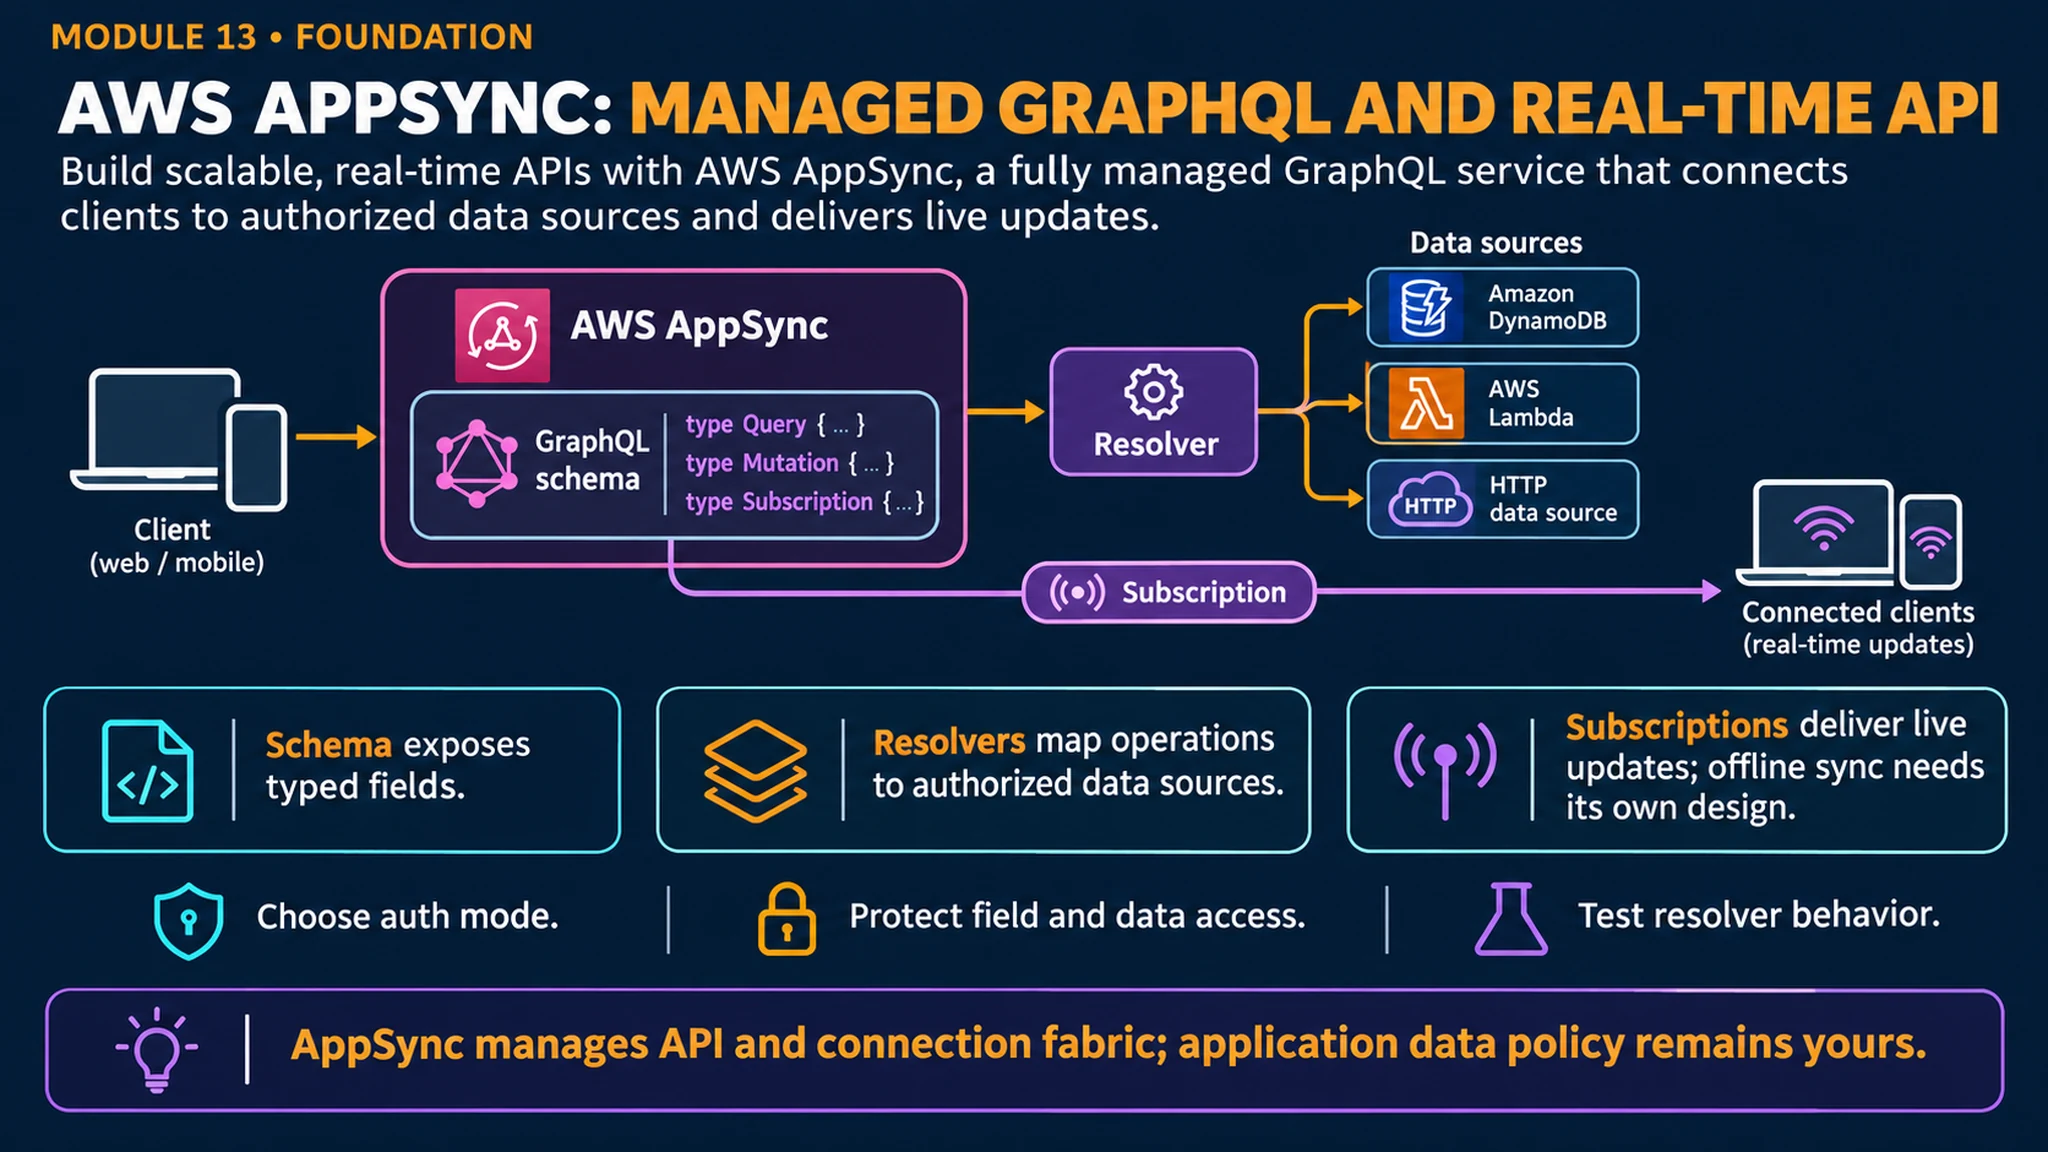 MODULE 13 • FOUNDATION
AWS APPSYNC: MANAGED GRAPHQL AND REAL-TIME API
Build scalable, real-time APIs with AWS AppSync, a fully managed GraphQL service that connects
clients to authorized data sources and delivers live updates.
Client
(web / mobile)
AWS AppSync
GraphQL
schema
type Query { ... }
type Mutation { ... }
type Subscription {...}
Resolver
Data sources
Amazon
DynamoDB
AWS
Lambda
HTTP
HTTP
data source
Subscription
Connected clients
(real-time updates)
Schema exposes
typed fields.
Resolvers map operations
to authorized data sources.
Subscriptions deliver live
updates; offline sync needs
its own design.
Choose auth mode.
Protect field and data access.
Test resolver behavior.
AppSync manages API and connection fabric; application data policy remains yours.